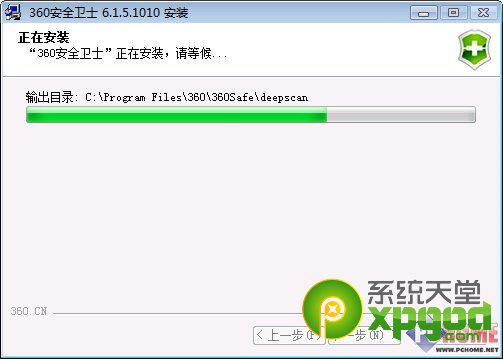 360安全卫士 6.1.5.1010 安装
正在安装
“360安全卫士”正在安装，请等候...
输出目录: C:\Program Files\360\360Safe\deepscan
360.CN
系统天堂
xpgod
<上一步(P)
一步(N)
WWW.PCHOME.NET